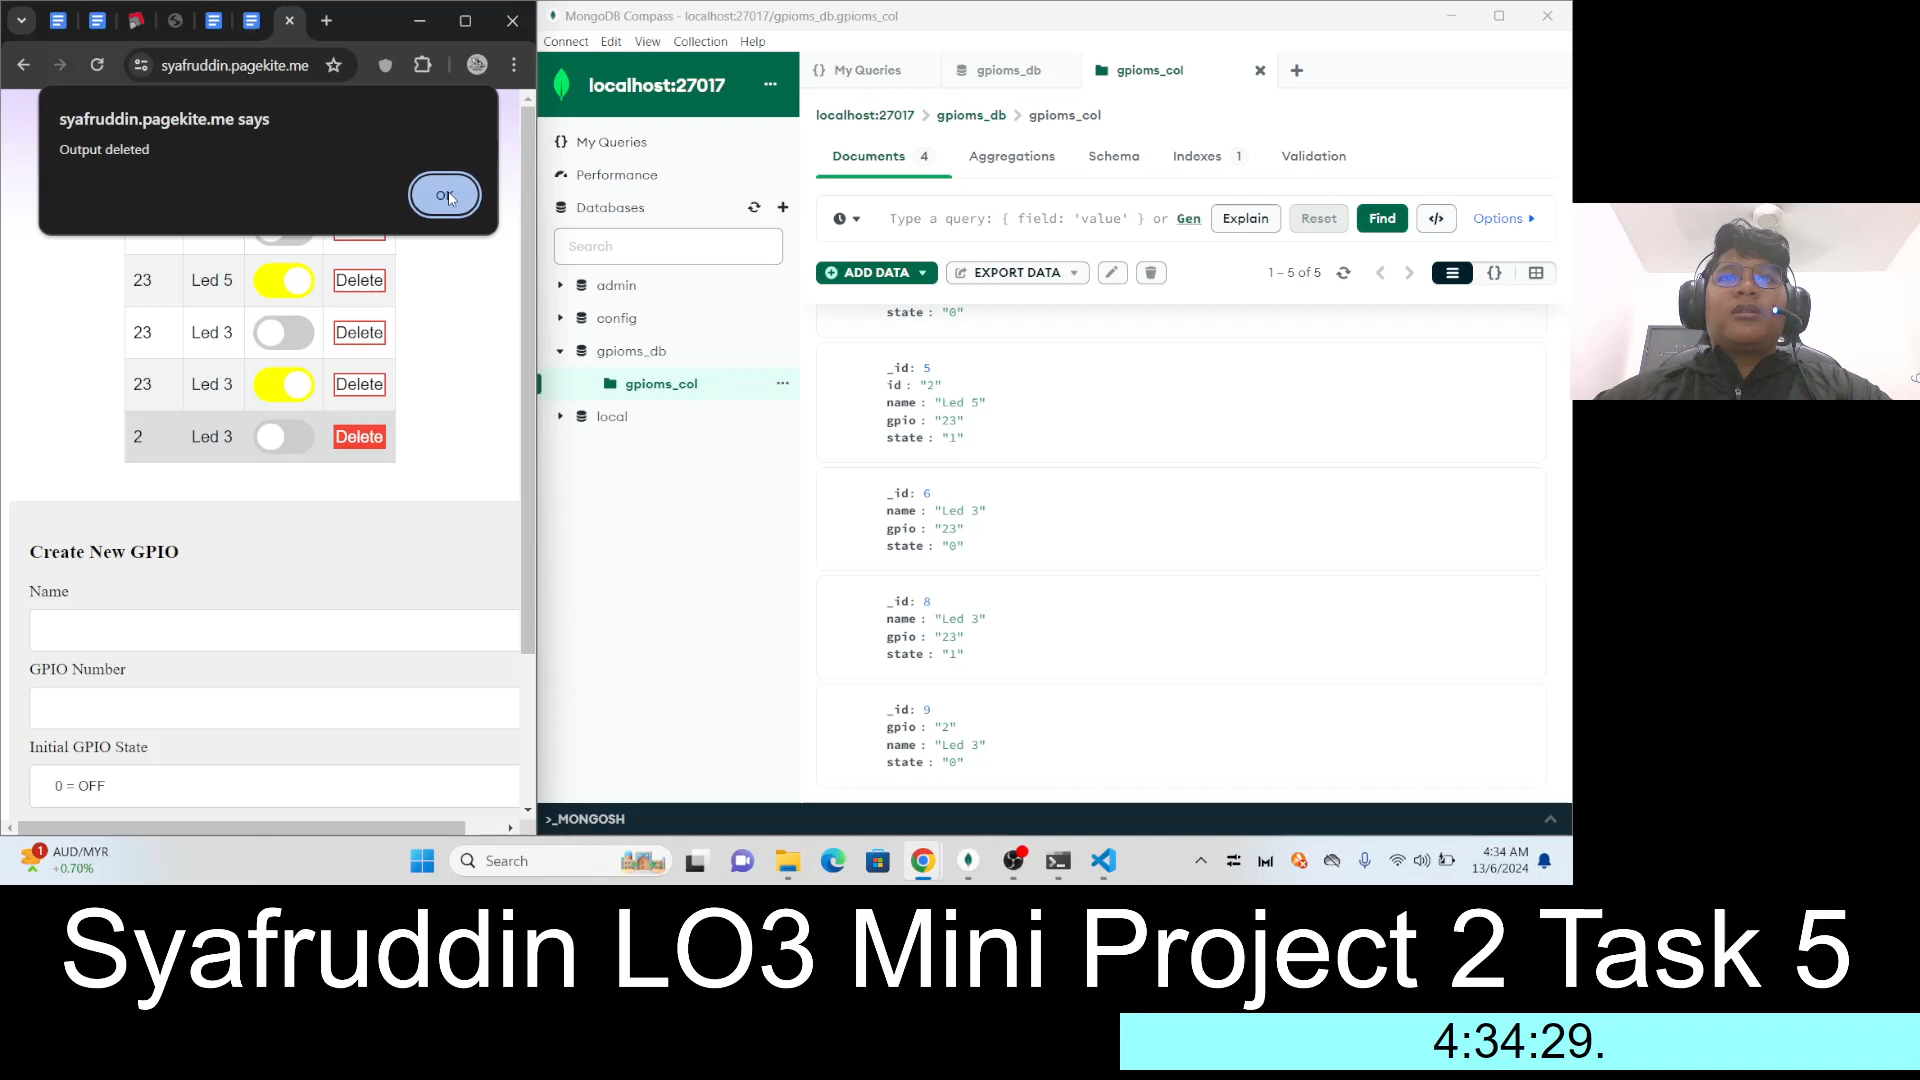 syafruddin.pagekite.me
syafruddin.pagekite.me says
Output deleted
OK
23 Led 5 Delete
23 Led 3 Delete
23 Led 3 Delete
2 Led 3 Delete
Create New GPIO
Name
GPIO Number
Initial GPIO State
0 = OFF
MongoDB Compass - localhost:27017/gpioms_db.gpioms_col
Connect Edit View Collection Help
localhost:27017
{} My Queries
Performance
Databases
Search
admin
config
gpioms_db
gpioms_col
local
{} My Queries gpioms_db gpioms_col
localhost:27017 > gpioms_db > gpioms_col
Documents 4 Aggregations Schema Indexes 1 Validation
Type a query: { field: 'value' } or Gen Explain Reset Find </> Options
ADD DATA EXPORT DATA 1 – 5 of 5 {}
state : "0"
_id: 5
id : "2"
name : "Led 5"
gpio : "23"
state : "1"
_id: 6
name : "Led 3"
gpio : "23"
state : "0"
_id: 8
name : "Led 3"
gpio : "23"
state : "1"
_id: 9
gpio : "2"
name : "Led 3"
state : "0"
>_MONGOSH
1 AUD/MYR
+0.70%
Search
4:34 AM
13/6/2024
Syafruddin LO3 Mini Project 2 Task 5
4:34:29.